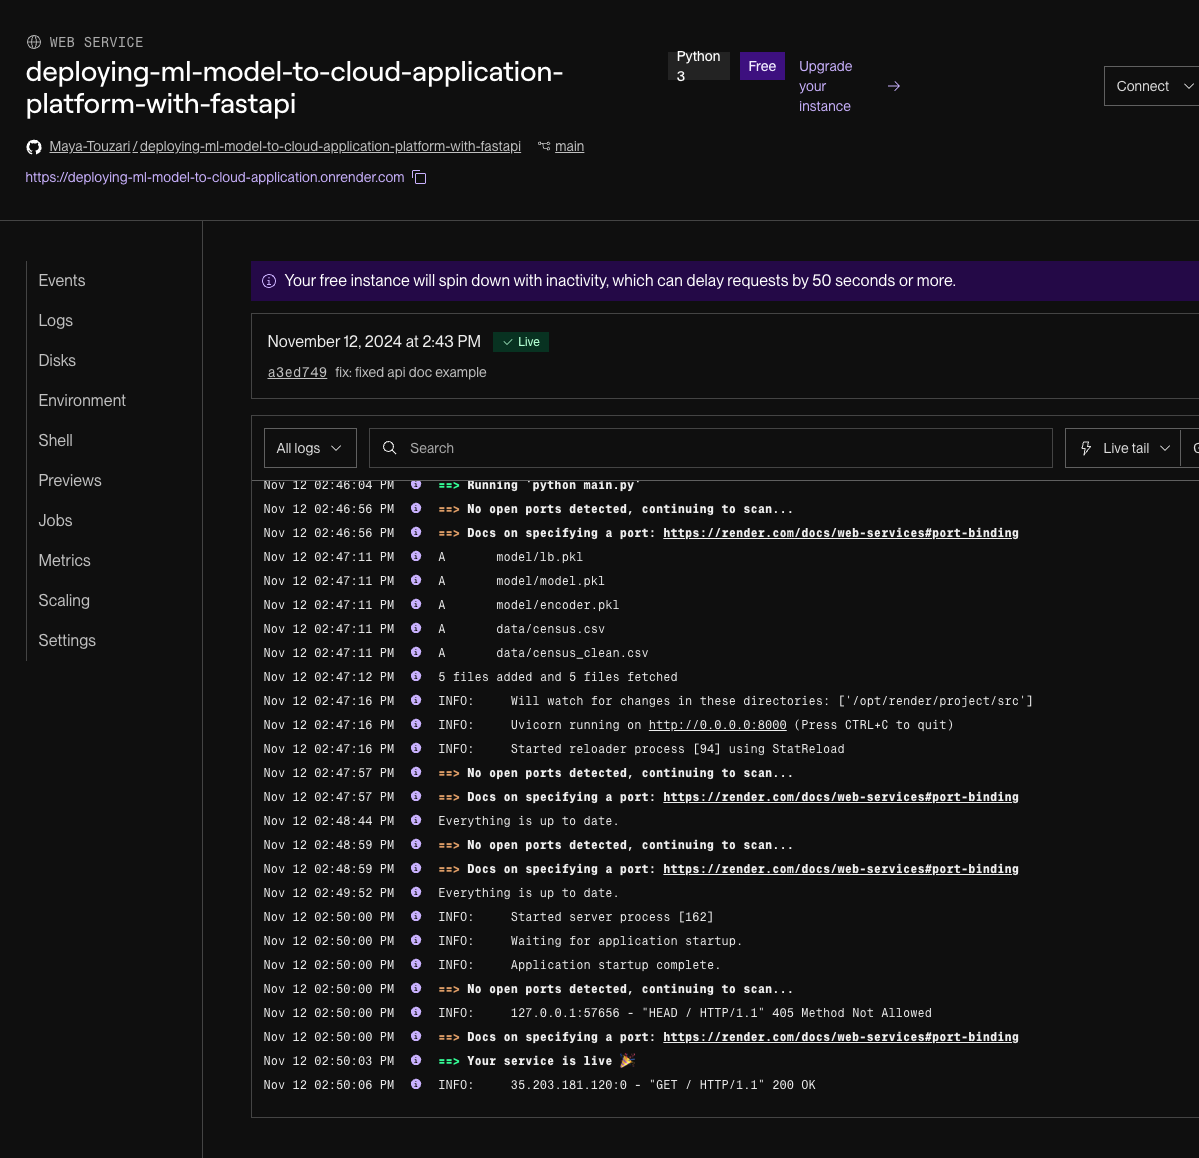 WEB SERVICE
deploying-ml-model-to-cloud-application-
platform-with-fastapi
Python
3
Free
Upgrade
your
instance
Connect
Maya-Touzari / deploying-ml-model-to-cloud-application-platform-with-fastapi main
https://deploying-ml-model-to-cloud-application.onrender.com
Events
Logs
Disks
Environment
Shell
Previews
Jobs
Metrics
Scaling
Settings
Your free instance will spin down with inactivity, which can delay requests by 50 seconds or more.
November 12, 2024 at 2:43 PM Live
a3ed749 fix: fixed api doc example
All logs Search Live tail
Nov 12 02:46:04 PM ==> Running 'python main.py'
Nov 12 02:46:56 PM ==> No open ports detected, continuing to scan...
Nov 12 02:46:56 PM ==> Docs on specifying a port: https://render.com/docs/web-services#port-binding
Nov 12 02:47:11 PM A model/lb.pkl
Nov 12 02:47:11 PM A model/model.pkl
Nov 12 02:47:11 PM A model/encoder.pkl
Nov 12 02:47:11 PM A data/census.csv
Nov 12 02:47:11 PM A data/census_clean.csv
Nov 12 02:47:12 PM 5 files added and 5 files fetched
Nov 12 02:47:16 PM INFO: Will watch for changes in these directories: ['/opt/render/project/src']
Nov 12 02:47:16 PM INFO: Uvicorn running on http://0.0.0.0:8000 (Press CTRL+C to quit)
Nov 12 02:47:16 PM INFO: Started reloader process [94] using StatReload
Nov 12 02:47:57 PM ==> No open ports detected, continuing to scan...
Nov 12 02:47:57 PM ==> Docs on specifying a port: https://render.com/docs/web-services#port-binding
Nov 12 02:48:44 PM Everything is up to date.
Nov 12 02:48:59 PM ==> No open ports detected, continuing to scan...
Nov 12 02:48:59 PM ==> Docs on specifying a port: https://render.com/docs/web-services#port-binding
Nov 12 02:49:52 PM Everything is up to date.
Nov 12 02:50:00 PM INFO: Started server process [162]
Nov 12 02:50:00 PM INFO: Waiting for application startup.
Nov 12 02:50:00 PM INFO: Application startup complete.
Nov 12 02:50:00 PM ==> No open ports detected, continuing to scan...
Nov 12 02:50:00 PM INFO: 127.0.0.1:57656 - "HEAD / HTTP/1.1" 405 Method Not Allowed
Nov 12 02:50:00 PM ==> Docs on specifying a port: https://render.com/docs/web-services#port-binding
Nov 12 02:50:03 PM ==> Your service is live 🎉
Nov 12 02:50:06 PM INFO: 35.203.181.120:0 - "GET / HTTP/1.1" 200 OK